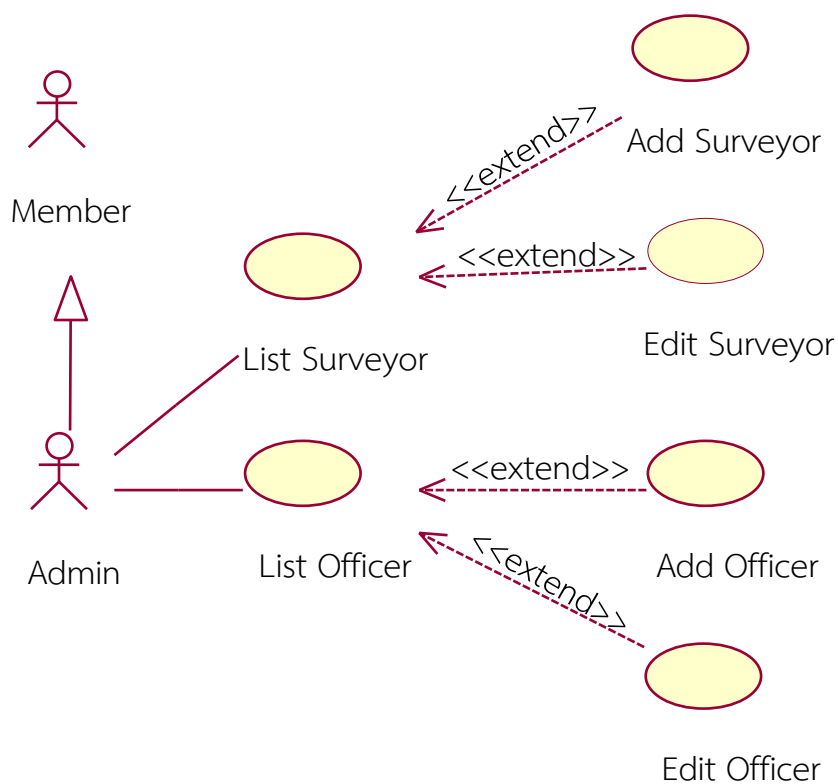 Add Surveyor
<<extend>>
Member
<<extend>>
List Surveyor
Edit Surveyor
<<extend>>
Admin
List Officer
Add Officer
<<extend>>
Edit Officer